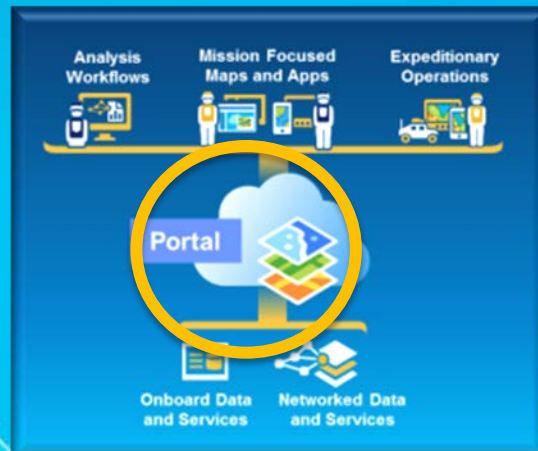 Analysis
Workflows
Mission Focused
Maps and Apps
Expeditionary
Operations
Portal
Onboard Data
and Services
Networked Data
and Services